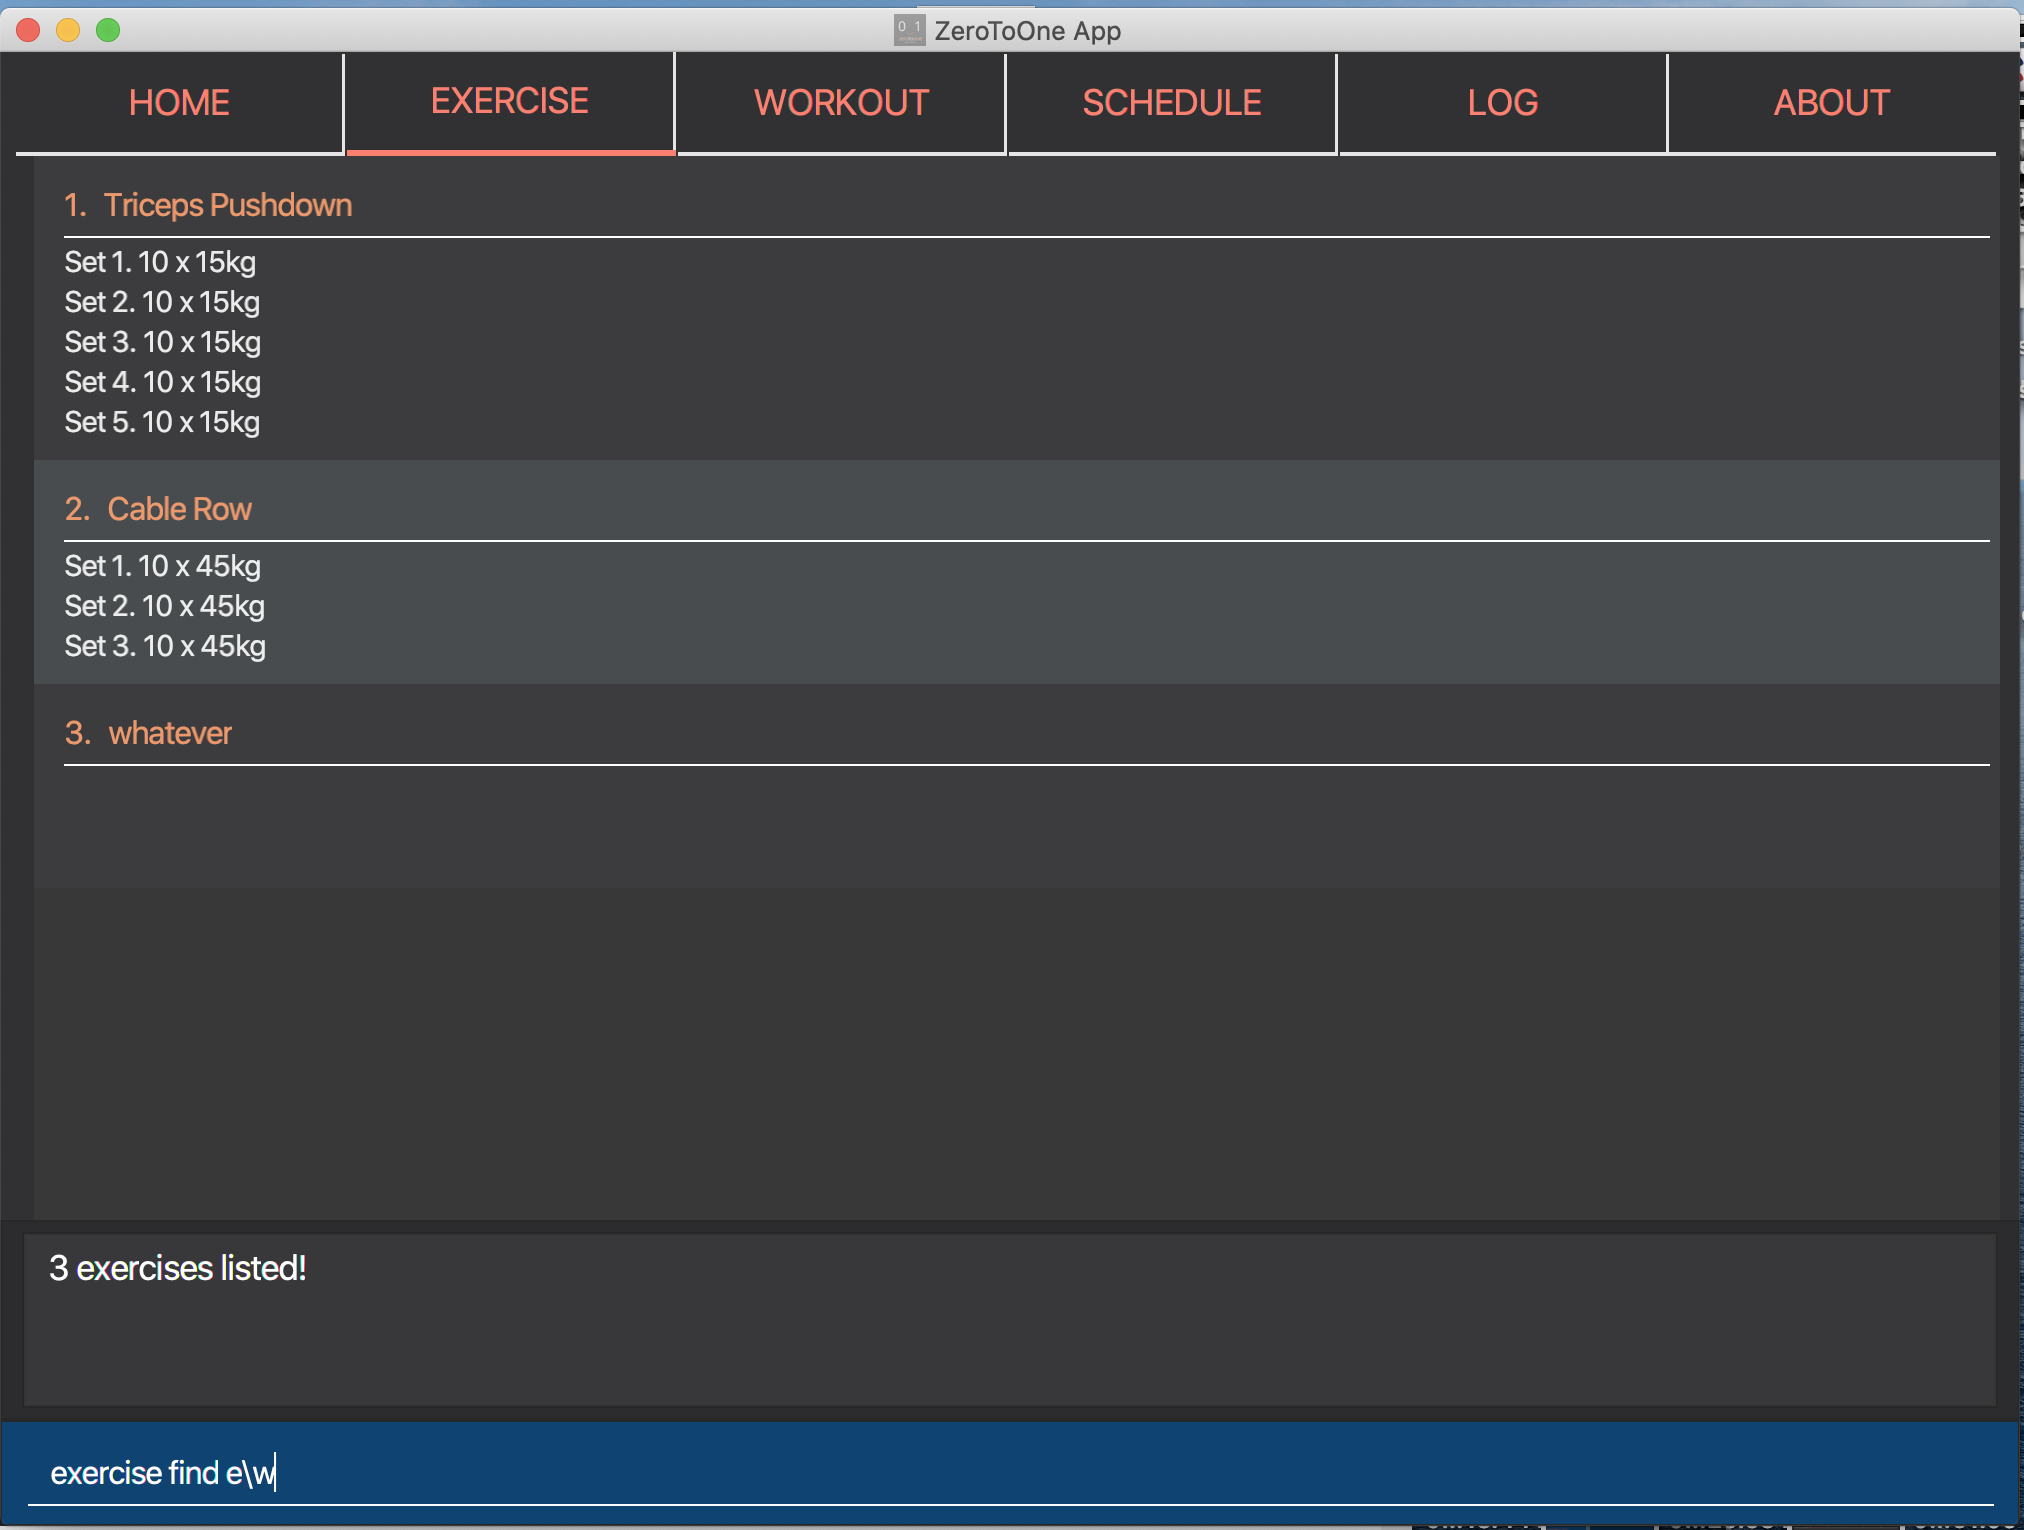 0 1
ZeroToOne App
HOME
EXERCISE
WORKOUT
SCHEDULE
LOG
ABOUT
1. Triceps Pushdown
Set 1. 10 x 15kg
Set 2. 10 x 15kg
Set 3. 10 x 15kg
Set 4. 10 x 15kg
Set 5. 10 x 15kg
2. Cable Row
Set 1. 10 x 45kg
Set 2. 10 x 45kg
Set 3. 10 x 45kg
3. whatever
3 exercises listed!
exercise find e\w